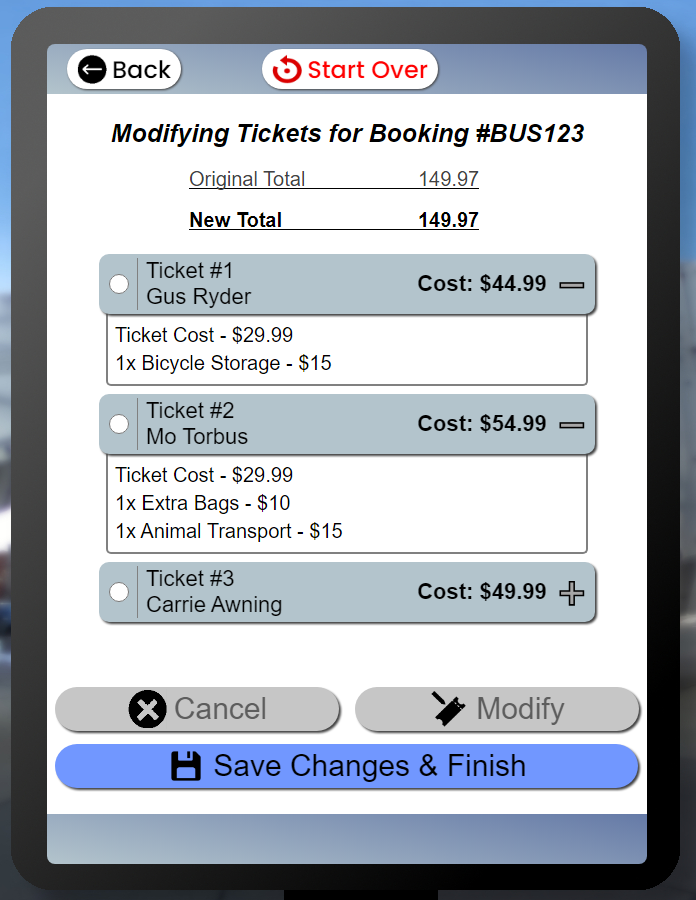 Back
Start Over
Modifying Tickets for Booking #BUS123
Original Total 149.97
New Total 149.97
Ticket #1
Gus Ryder
Cost: $44.99
Ticket Cost - $29.99
1x Bicycle Storage - $15
Ticket #2
Mo Torbus
Cost: $54.99
Ticket Cost - $29.99
1x Extra Bags - $10
1x Animal Transport - $15
Ticket #3
Carrie Awning
Cost: $49.99
Cancel
Modify
Save Changes & Finish